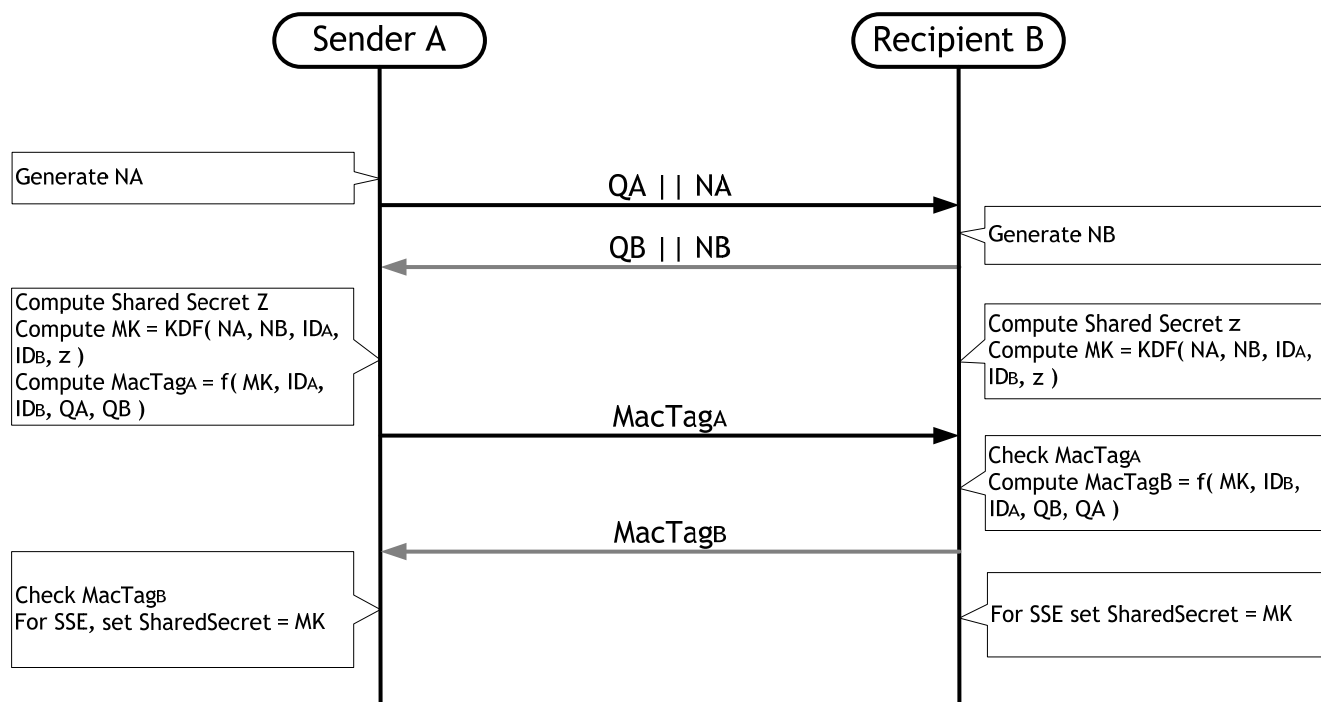 Sender A
Recipient B
Generate NA
QA || NA
Generate NB
QB || NB
Compute Shared Secret Z
Compute MK = KDF( NA, NB, IDA,
IDB, z )
Compute MacTagA = f( MK, IDA,
IDB, QA, QB )
Compute Shared Secret z
Compute MK = KDF( NA, NB, IDA,
IDB, z )
MacTagA
Check MacTagA
Compute MacTagB = f( MK, IDB,
IDA, QB, QA )
MacTagB
Check MacTagB
For SSE, set SharedSecret = MK
For SSE set SharedSecret = MK